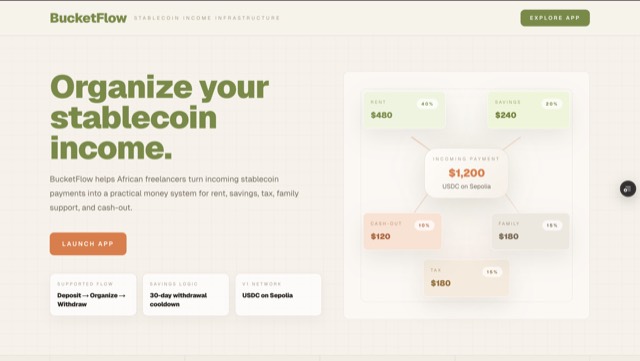 BucketFlow
STABLECOIN INCOME INFRASTRUCTURE
EXPLORE APP
Organize your
stablecoin
income.
BucketFlow helps African freelancers turn incoming stablecoin
payments into a practical money system for rent, savings, tax, family
support, and cash-out.
LAUNCH APP
SUPPORTED FLOW
Deposit → Organize →
Withdraw
SAVINGS LOGIC
30-day withdrawal
cooldown
V1 NETWORK
USDC on Sepolia
RENT
40%
$480
SAVINGS
20%
$240
INCOMING PAYMENT
$1,200
USDC on Sepolia
CASH-OUT
10%
$120
FAMILY
15%
$180
TAX
15%
$180